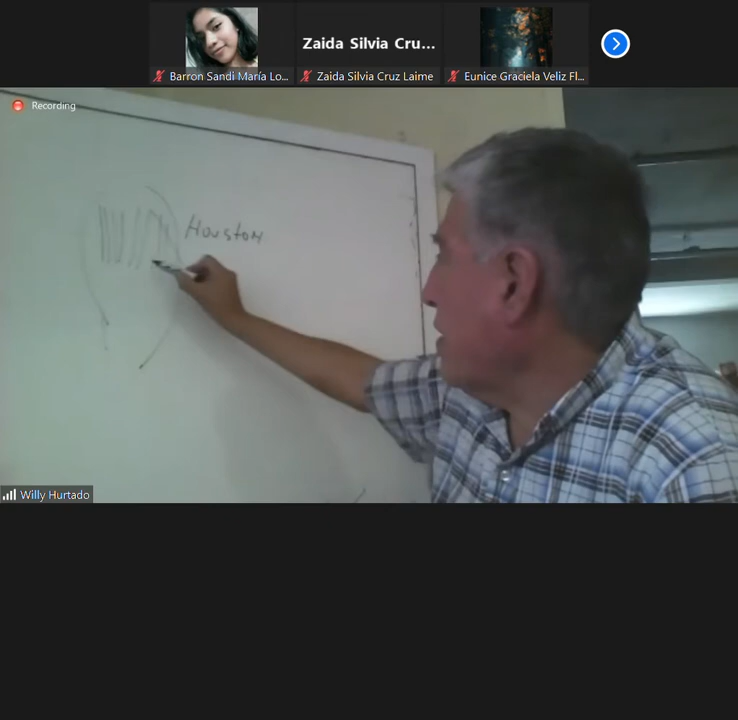 Zaida Silvia Cru...
Barron Sandi María Lo...
Zaida Silvia Cruz Laime
Eunice Graciela Veliz Fl...
Recording
Houston
Willy Hurtado